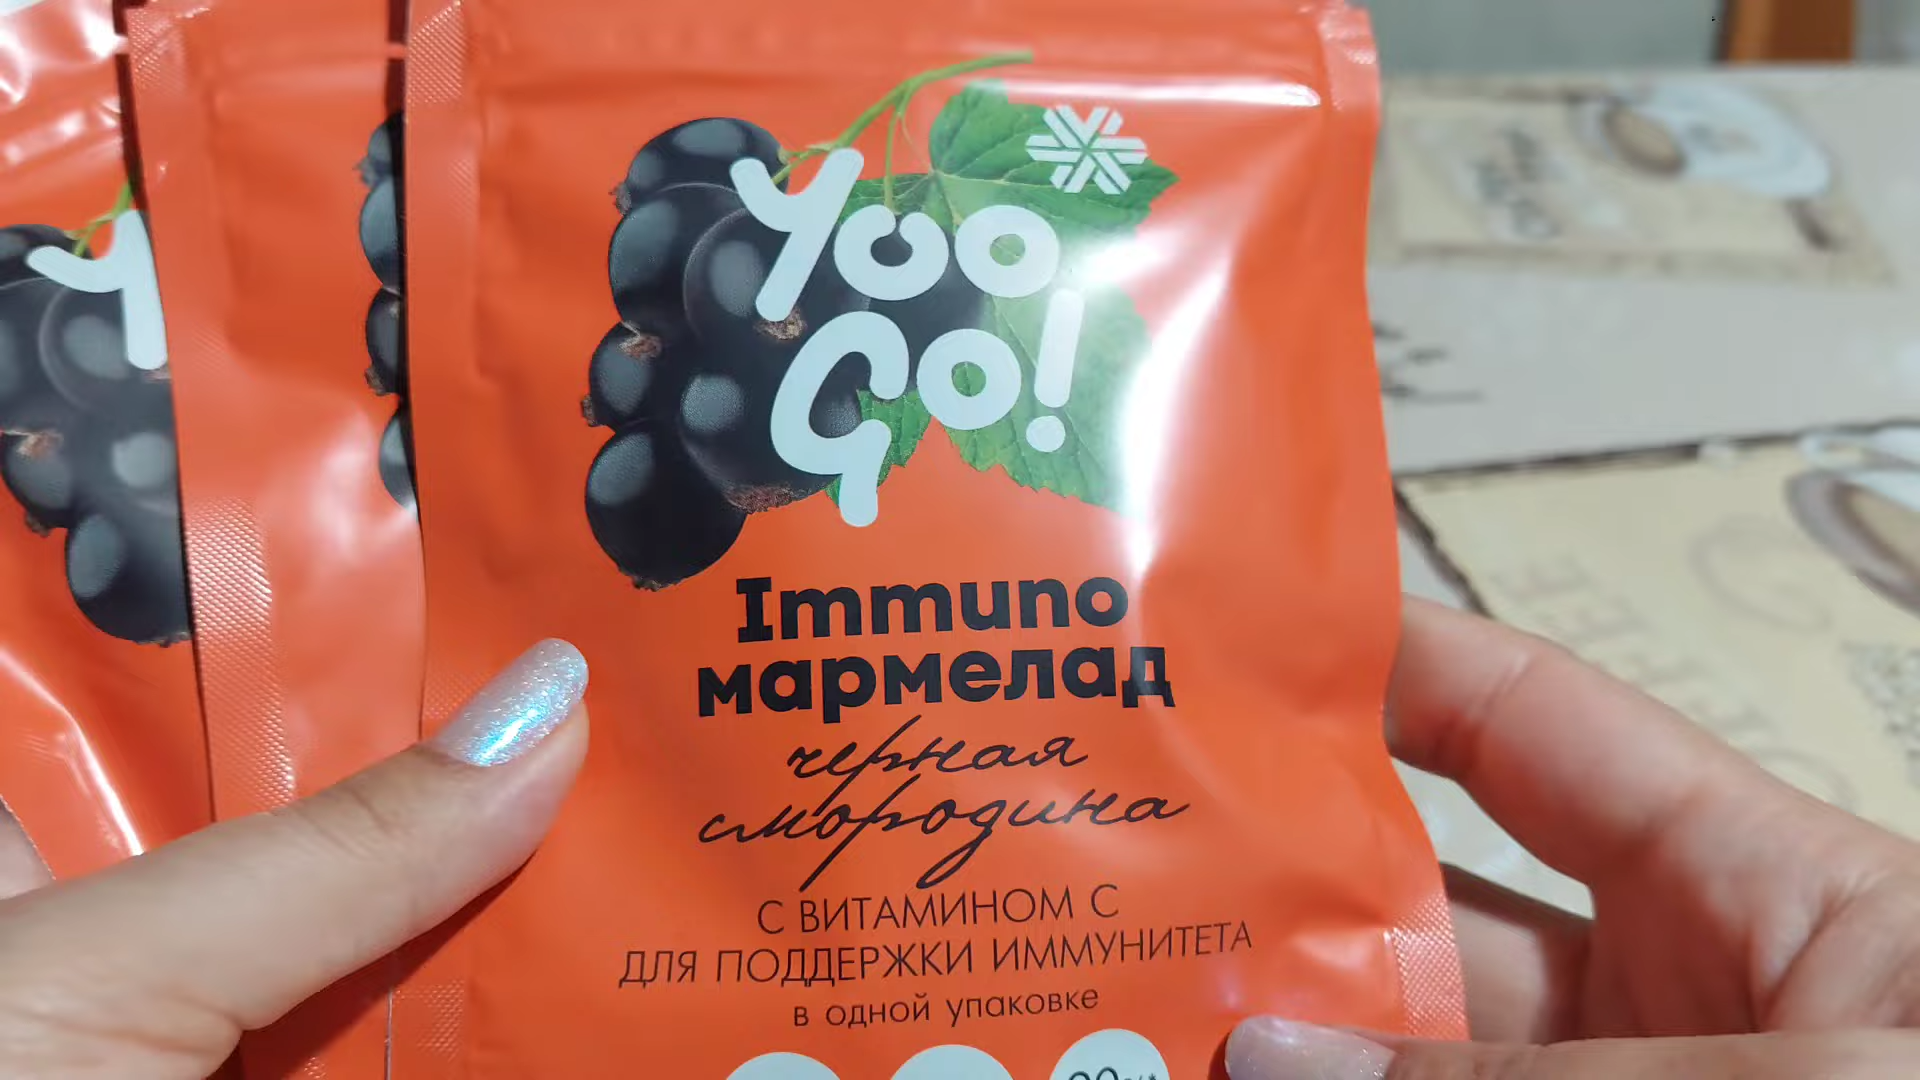 Yoo
Go!
Immuno
мармелад
черная
смородина
С ВИТАМИНОМ С
ДЛЯ ПОДДЕРЖКИ ИММУНИТЕТА
в одной упаковке